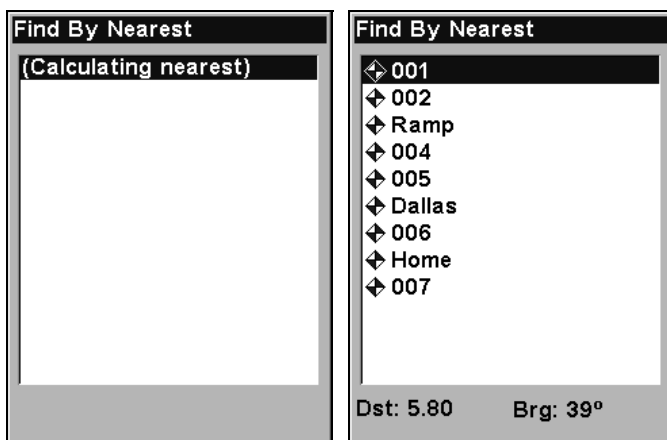 Find By Nearest
(Calculating nearest)
Find By Nearest
001
002
Ramp
004
005
Dallas
006
Home
007
Dst: 5.80 Brg: 39º